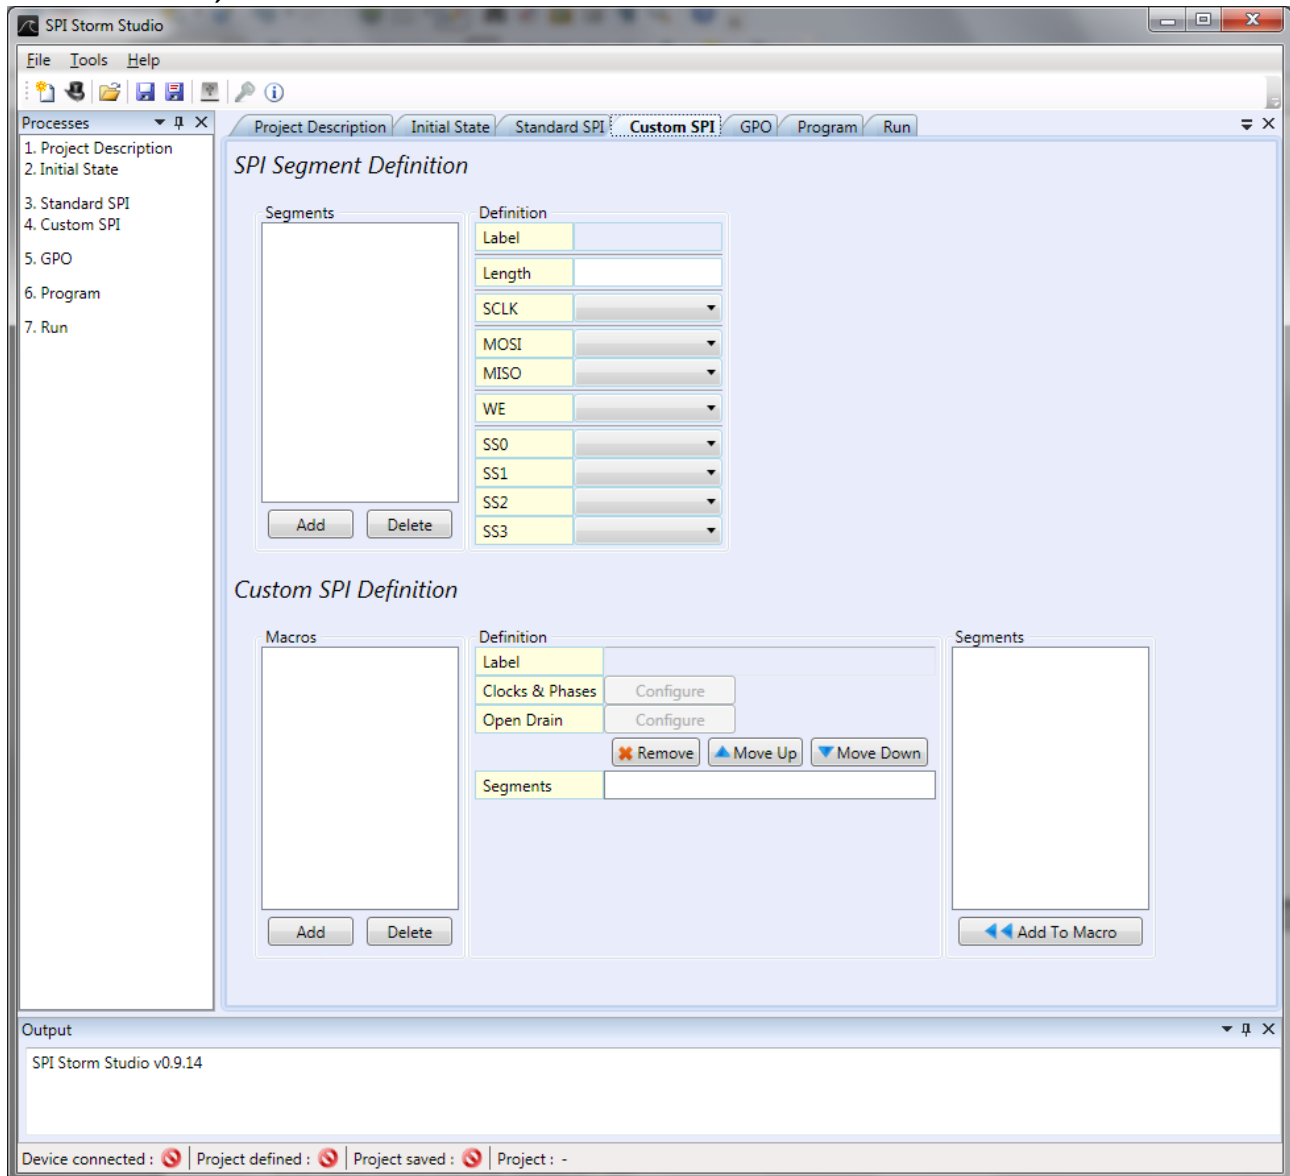 SPI Storm Studio
File Tools Help
Processes
1. Project Description
2. Initial State
3. Standard SPI
4. Custom SPI
5. GPO
6. Program
7. Run
Project Description Initial State Standard SPI Custom SPI GPO Program Run
SPI Segment Definition
Segments
Add Delete
Definition
Label
Length
SCLK
MOSI
MISO
WE
SS0
SS1
SS2
SS3
Custom SPI Definition
Macros
Add Delete
Definition
Label
Clocks & Phases Configure
Open Drain Configure
Remove Move Up Move Down
Segments
Segments
Add To Macro
Output
SPI Storm Studio v0.9.14
Device connected : Project defined : Project saved : Project : -